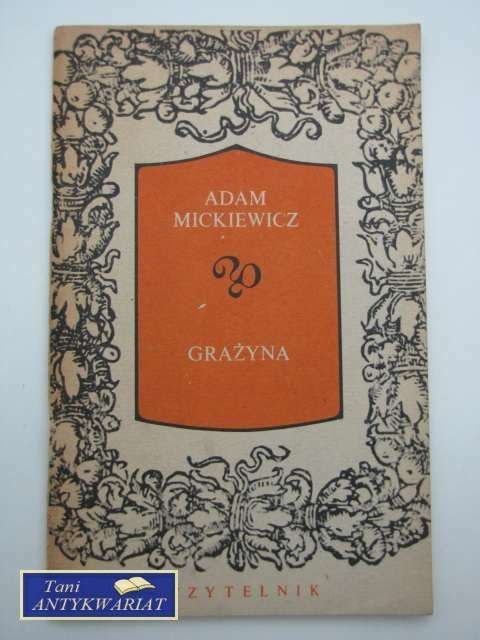 ADAM
MICKIEWICZ
GRAŻYNA
ZYTELNIK
Tani
ANTYKWARIAT